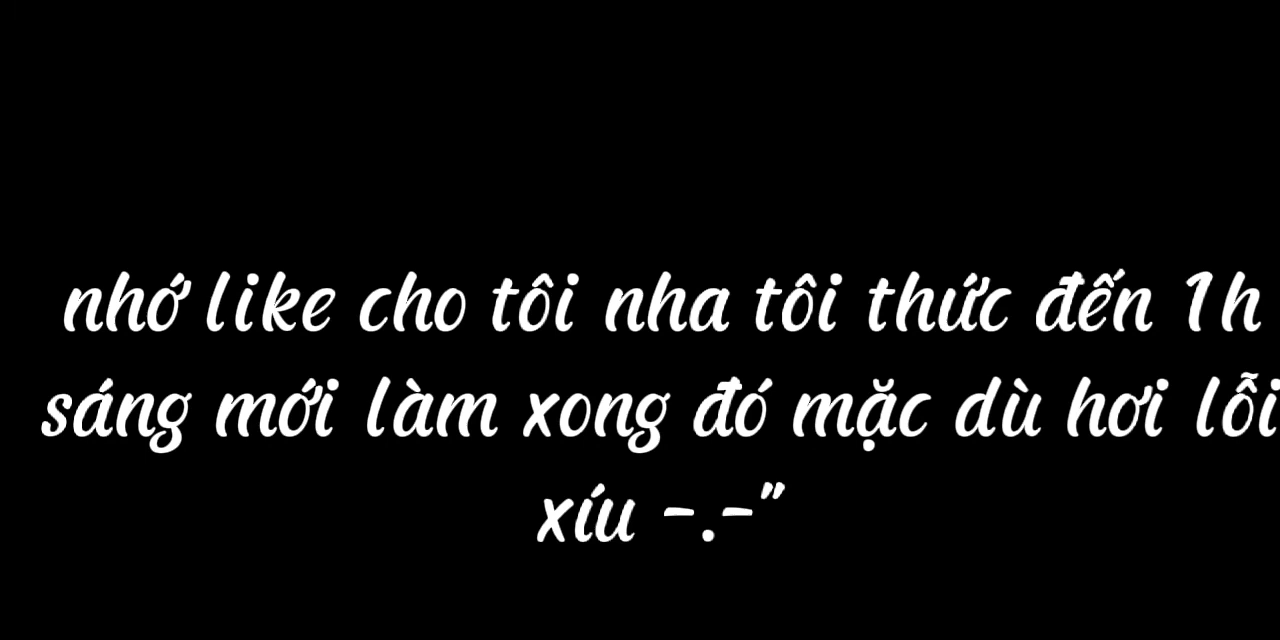 nhớ like cho tôi nha tôi thức đến 1h
sáng mới làm xong đó mặc dù hơi lỗi
xíu -.-"